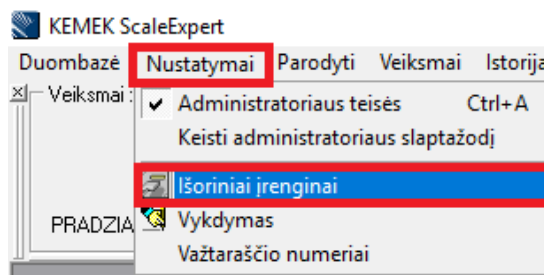 KEMEK ScaleExpert
Duombazė Nustatymai Parodyti Veiksmai Istorija
Veiksmai:
Administratoriaus teisės Ctrl+A
Keisti administratoriaus slaptažodį
Išoriniai įrenginai
PRADZIA Vykdymas
Važtaraščio numeriai